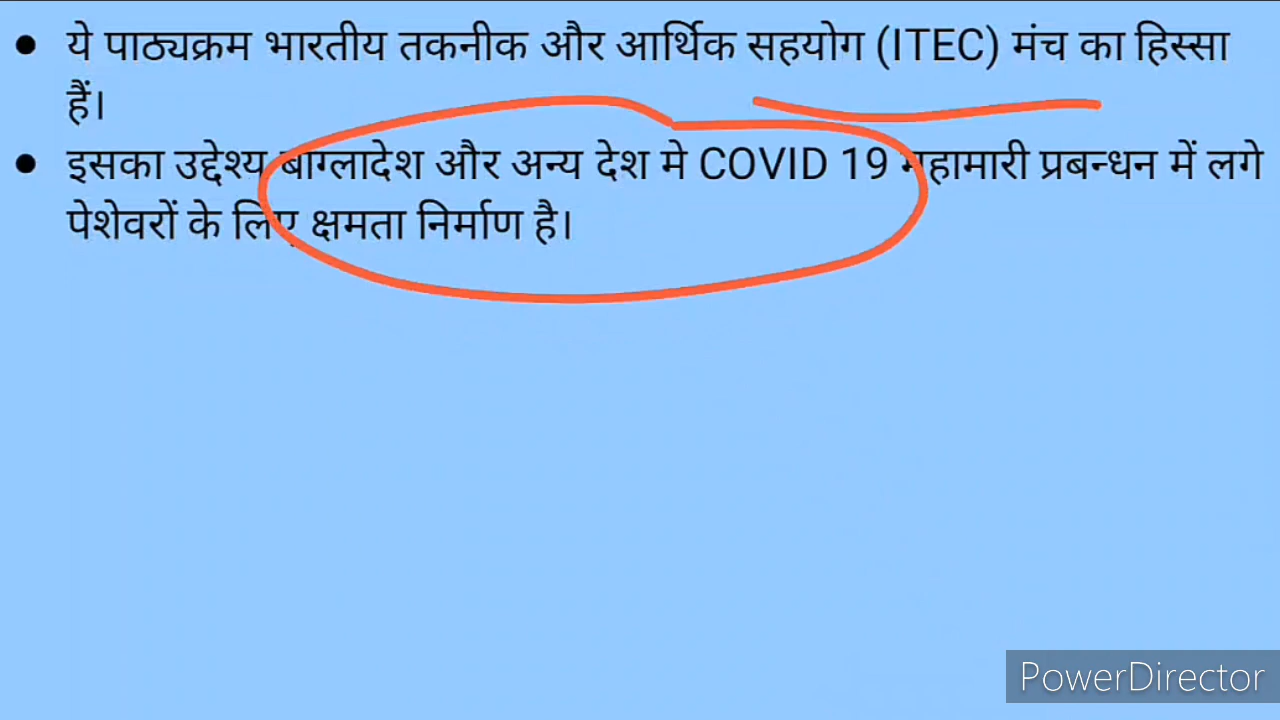 ● ये पाठ्यक्रम भारतीय तकनीक और आर्थिक सहयोग (ITEC) मंच का हिस्सा
हैं।
● इसका उद्देश्य बाग्लादेश और अन्य देश मे COVID 19 महामारी प्रबन्धन में लगे
पेशेवरों के लिए क्षमता निर्माण है।
PowerDirector